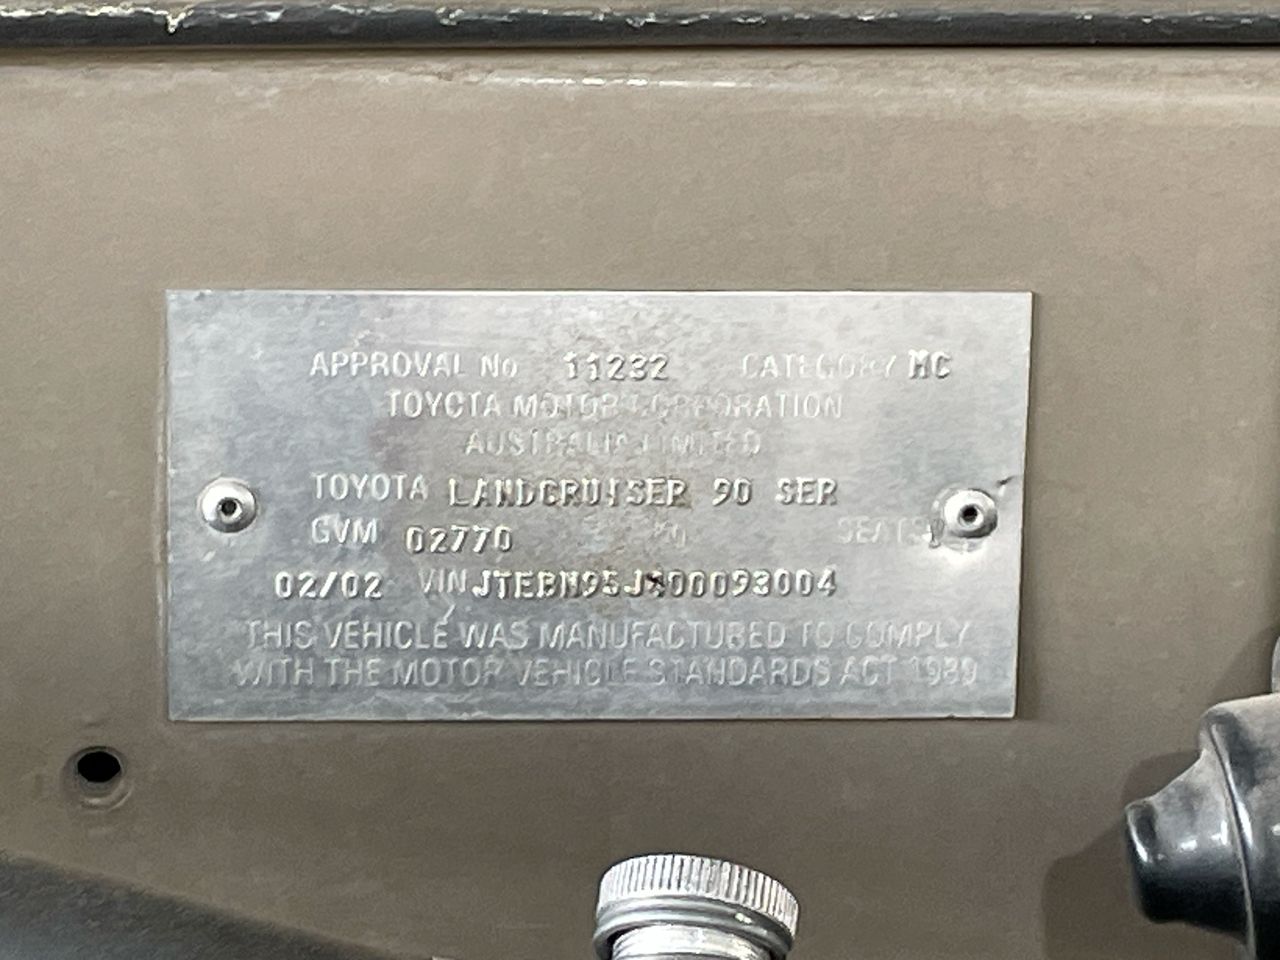 APPROVAL No 11232 CATEGORY MC
TOYOTA MOTOR CORPORATION
AUSTRALIA LIMITED
TOYOTA LANDCRUISER 90 SER
GVM 02770 SEATS
02/02 VIN
THIS VEHICLE WAS MANUFACTURED TO COMPLY
WITH THE MOTOR VEHICLE STANDARDS ACT 1989